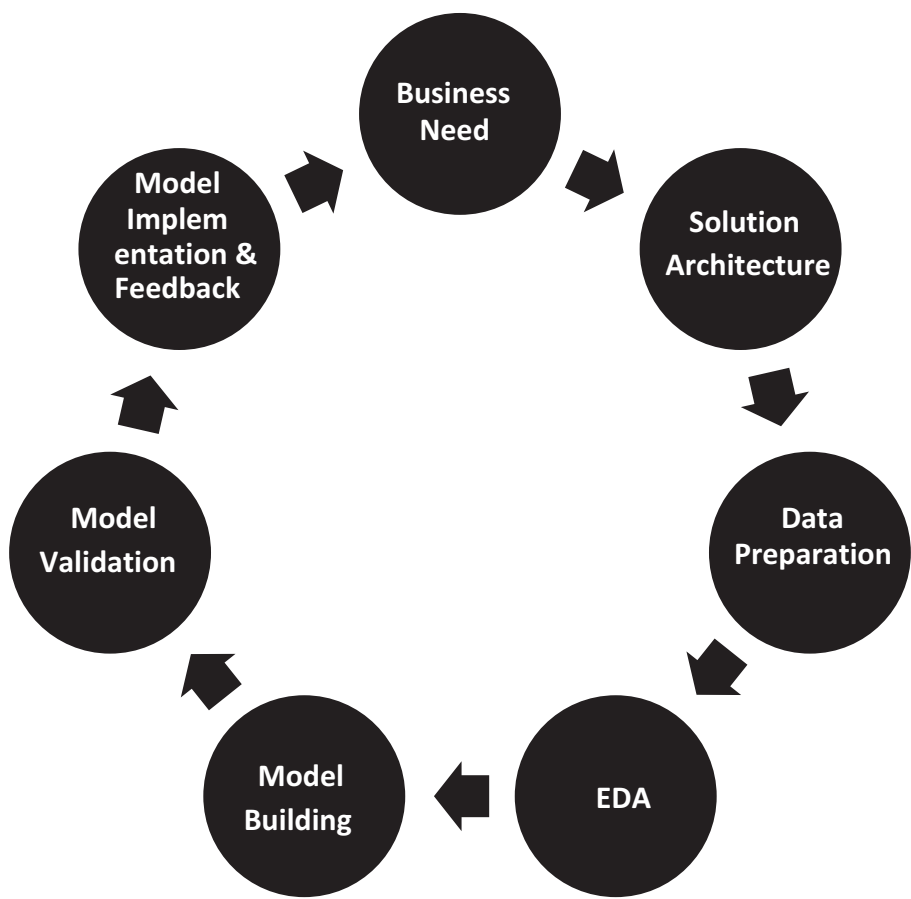 Business
Need
Solution
Architecture
Data
Preparation
EDA
Model
Building
Model
Validation
Model
Implem
entation &
Feedback